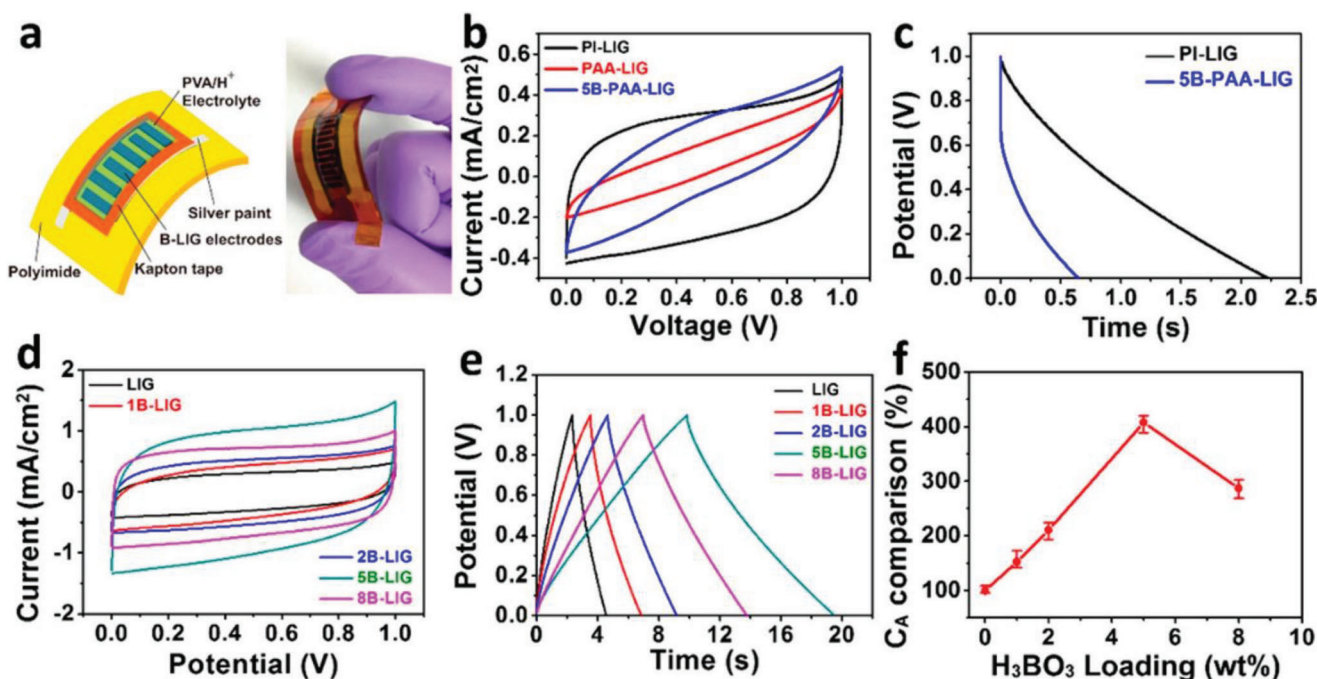 a
PVA/H⁺
Electrolyte
Silver paint
B-LIG electrodes
Kapton tape
Polyimide
b
PI-LIG
PAA-LIG
5B-PAA-LIG
Current (mA/cm²)
0.6
0.4
0.2
0.0
-0.2
-0.4
0.0 0.2 0.4 0.6 0.8 1.0
Voltage (V)
c
PI-LIG
5B-PAA-LIG
Potential (V)
1.0
0.8
0.6
0.4
0.2
0.0
0.0 0.5 1.0 1.5 2.0 2.5
Time (s)
d
LIG
1B-LIG
2B-LIG
5B-LIG
8B-LIG
Current (mA/cm²)
2
1
0
-1
-2
0.0 0.2 0.4 0.6 0.8 1.0
Potential (V)
e
LIG
1B-LIG
2B-LIG
5B-LIG
8B-LIG
Potential (V)
1.2
1.0
0.8
0.6
0.4
0.2
0.0
0 4 8 12 16 20
Time (s)
f
C_A comparison (%)
500
400
300
200
100
0 2 4 6 8 10
H₃BO₃ Loading (wt%)